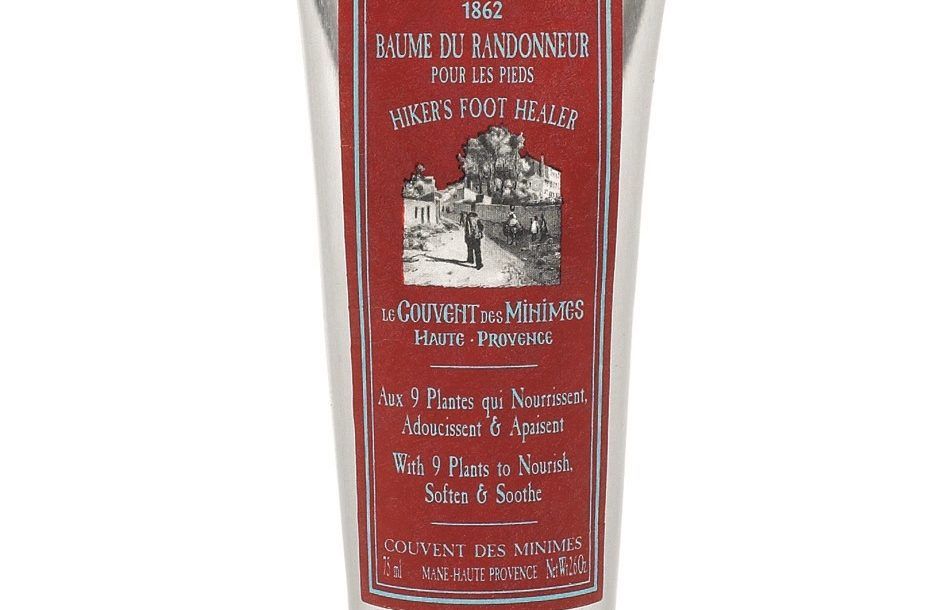 1862
BAUME DU RANDONNEUR
POUR LES PIEDS
HIKER'S FOOT HEALER
LE COUVENT DES MINIMES
HAUTE · PROVENCE
Aux 9 Plantes qui Nourrissent,
Adoucissent & Apaisent
With 9 Plants to Nourish,
Soften & Soothe
COUVENT DES MINIMES
75 ml MANE-HAUTE PROVENCE Net Wt 2.6 Oz.